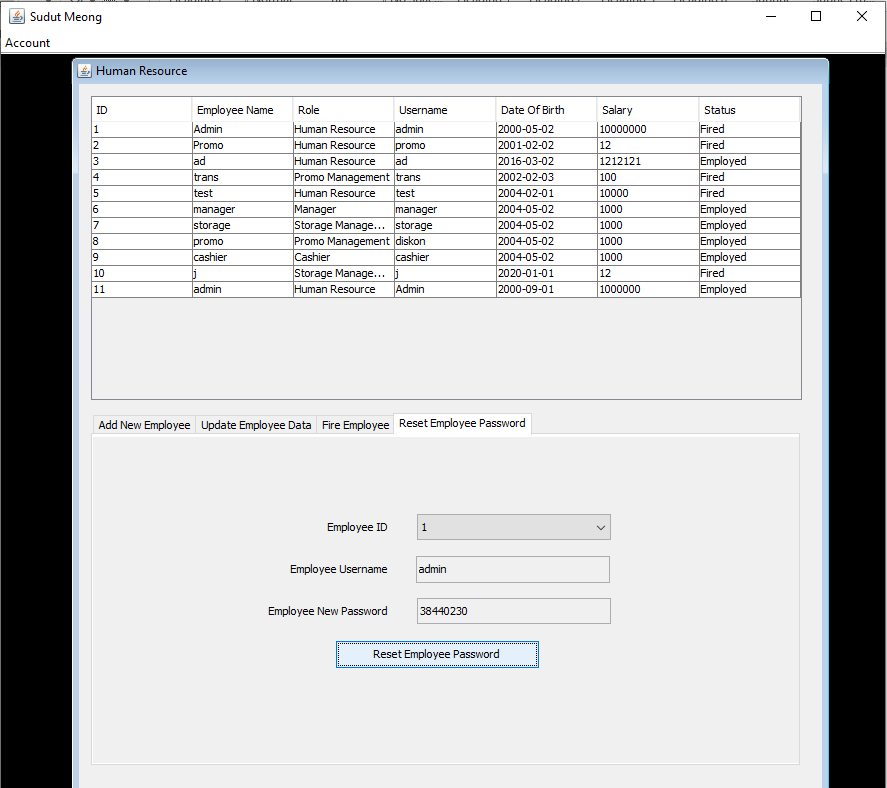 Sudut Meong
Account
Human Resource
ID Employee Name Role Username Date Of Birth Salary Status
1 Admin Human Resource admin 2000-05-02 10000000 Fired
2 Promo Human Resource promo 2001-02-02 12 Fired
3 ad Human Resource ad 2016-03-02 1212121 Employed
4 trans Promo Management trans 2002-02-03 100 Fired
5 test Human Resource test 2004-02-01 10000 Fired
6 manager Manager manager 2004-05-02 1000 Employed
7 storage Storage Manage... storage 2004-05-02 1000 Employed
8 promo Promo Management diskon 2004-05-02 1000 Employed
9 cashier Cashier cashier 2004-05-02 1000 Employed
10 j Storage Manage... j 2020-01-01 12 Fired
11 admin Human Resource Admin 2000-09-01 1000000 Employed
Add New Employee Update Employee Data Fire Employee Reset Employee Password
Employee ID 1
Employee Username admin
Employee New Password 38440230
Reset Employee Password